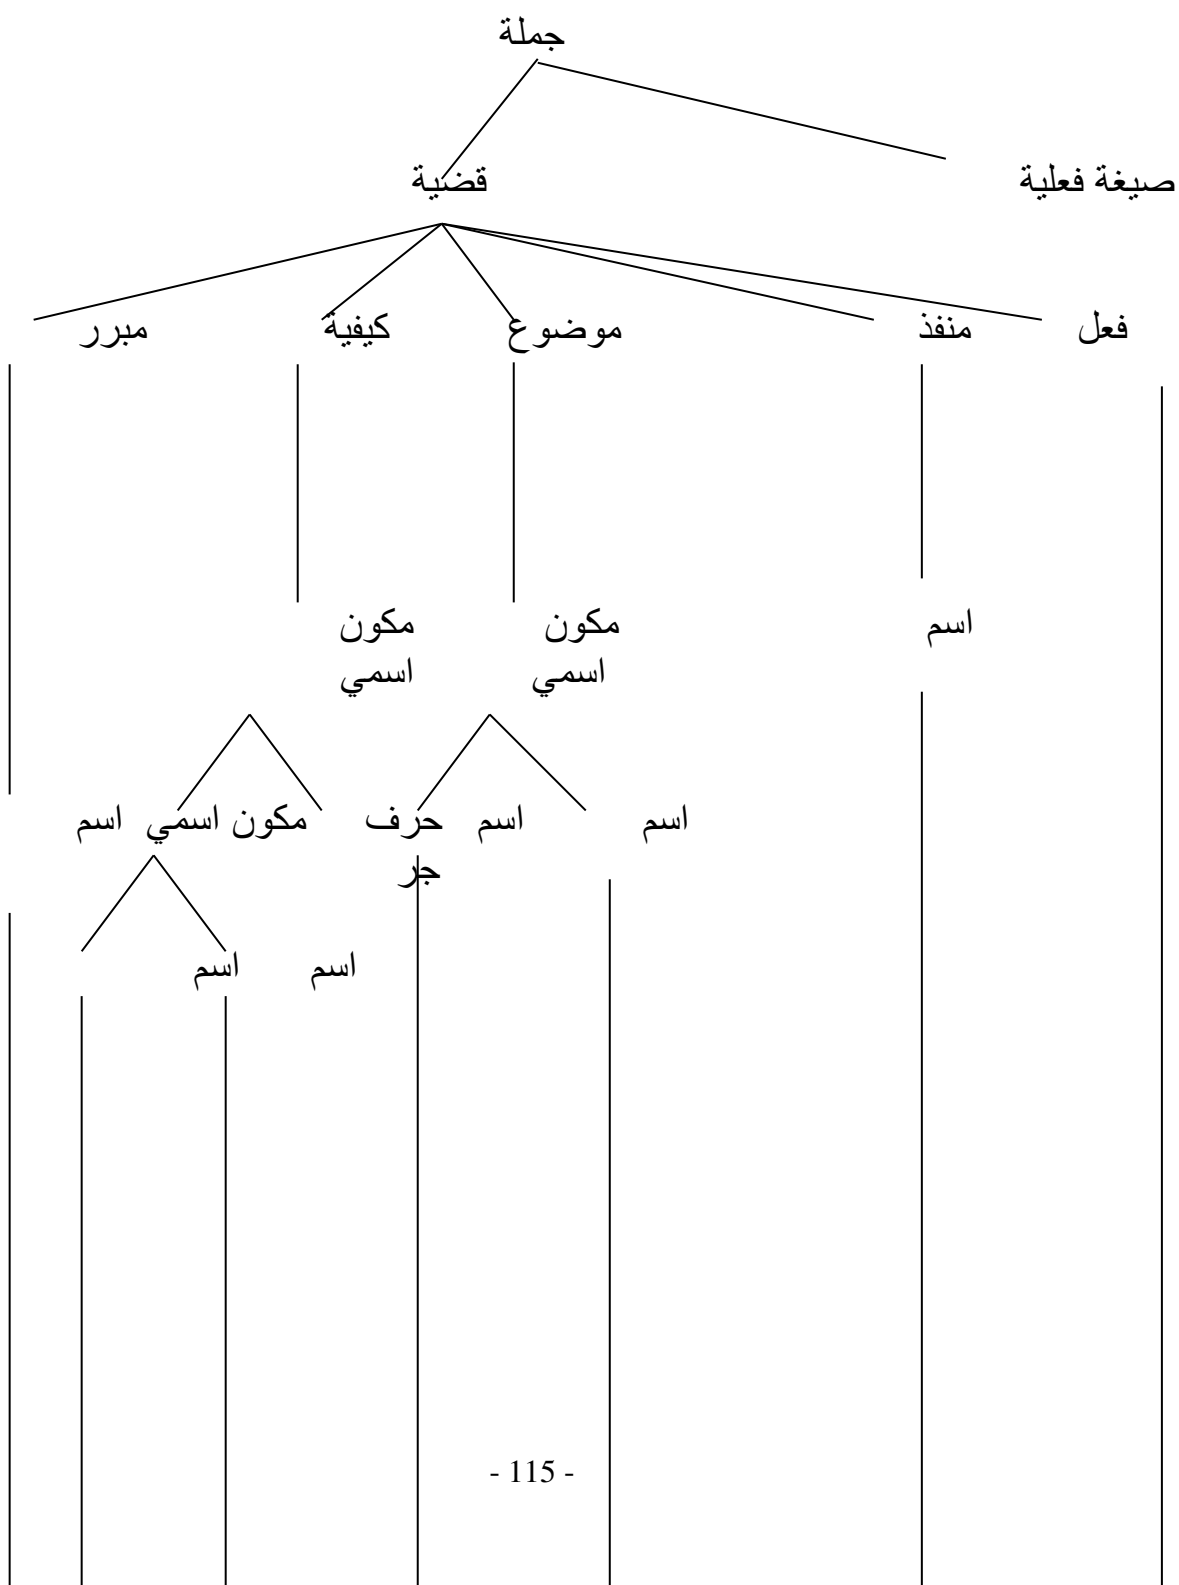 جملة
صيغة فعلية قضية
فعل منفذ موضوع كيفية مبرر
اسم مكون مكون
اسمي اسمي
اسم اسم حرف مكون اسمي اسم
جر
اسم اسم
- 115 -